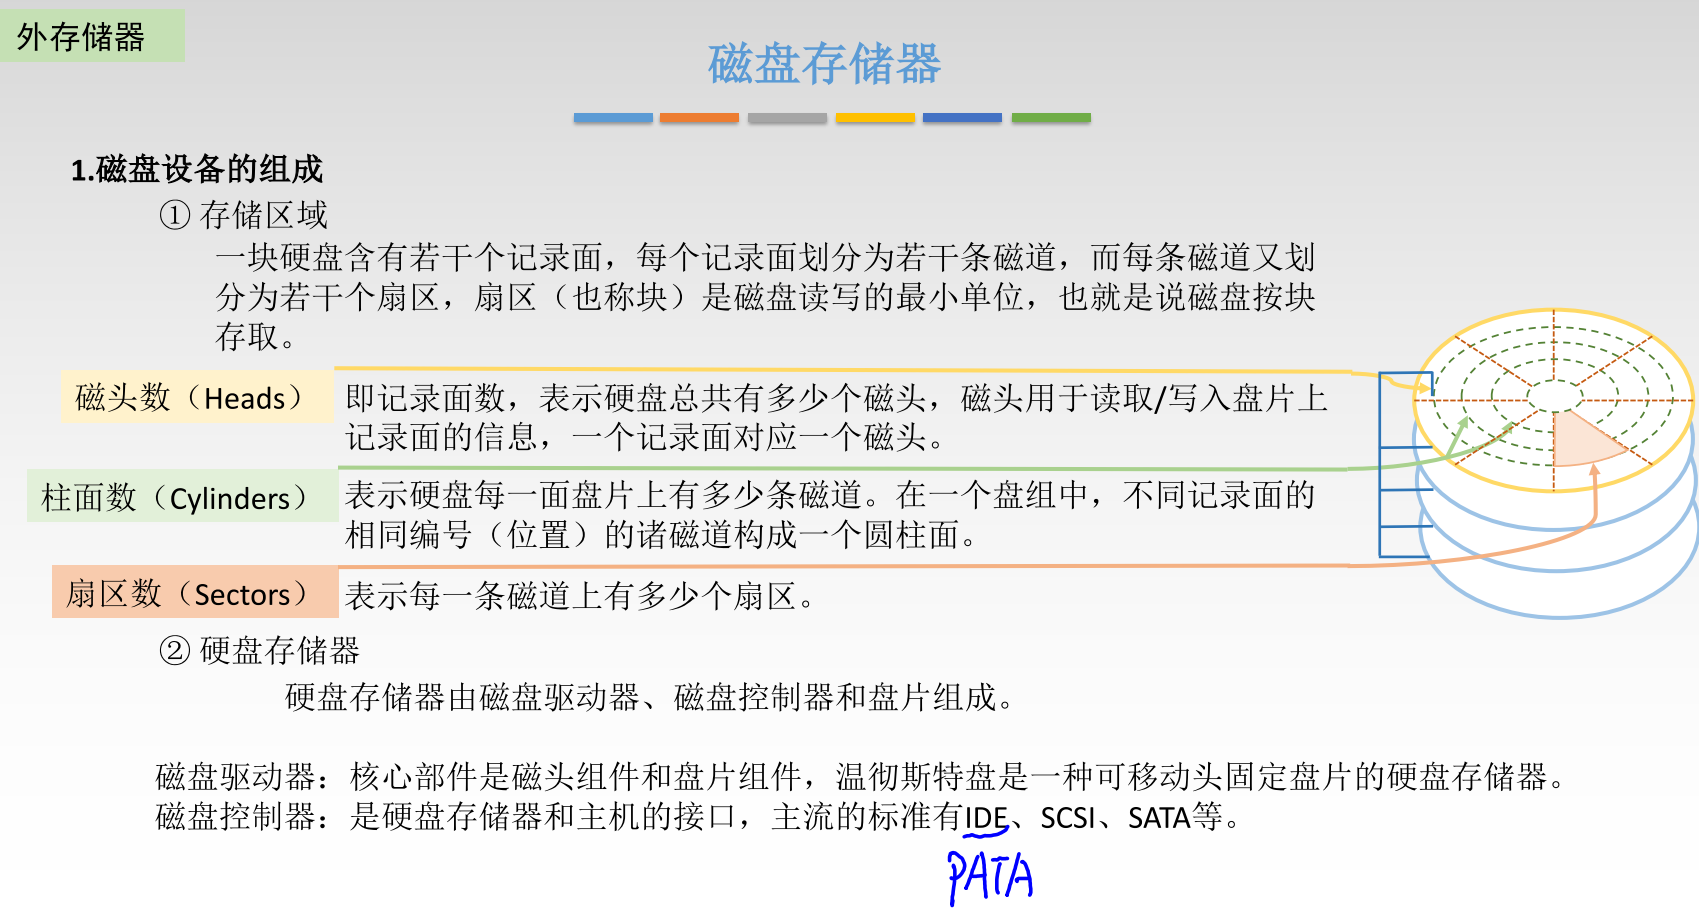 外存储器
磁盘存储器
1.磁盘设备的组成
① 存储区域
一块硬盘含有若干个记录面，每个记录面划分为若干条磁道，而每条磁道又划
分为若干个扇区，扇区（也称块）是磁盘读写的最小单位，也就是说磁盘按块
存取。
磁头数（Heads）
即记录面数，表示硬盘总共有多少个磁头，磁头用于读取/写入盘片上
记录面的信息，一个记录面对应一个磁头。
柱面数（Cylinders）
表示硬盘每一面盘片上有多少条磁道。在一个盘组中，不同记录面的
相同编号（位置）的诸磁道构成一个圆柱面。
扇区数（Sectors）
表示每一条磁道上有多少个扇区。
② 硬盘存储器
硬盘存储器由磁盘驱动器、磁盘控制器和盘片组成。
磁盘驱动器：核心部件是磁头组件和盘片组件，温彻斯特盘是一种可移动头固定盘片的硬盘存储器。
磁盘控制器：是硬盘存储器和主机的接口，主流的标准有IDE、SCSI、SATA等。
PATA